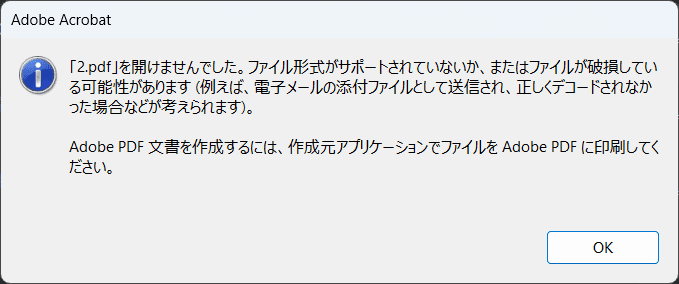 Adobe Acrobat
「2.pdf」を開けませんでした。ファイル形式がサポートされていないか、またはファイルが破損してい
る可能性があります (例えば、電子メールの添付ファイルとして送信され、正しくデコードされなか
った場合などが考えられます)。
Adobe PDF 文書を作成するには、作成元アプリケーションでファイルを Adobe PDF に印刷してく
ださい。
OK